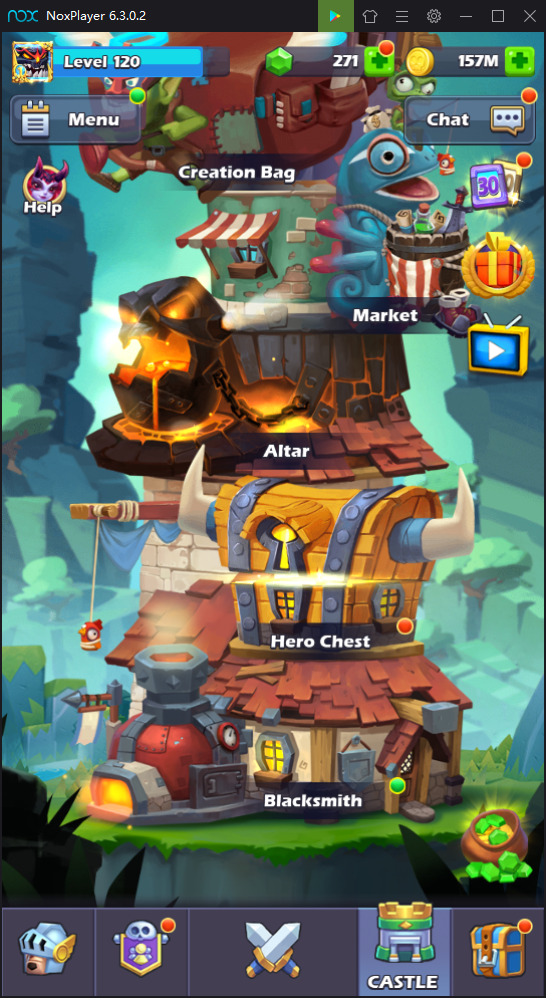 nox NoxPlayer 6.3.0.2
Level 120
271
157M
Menu
Chat
Creation Bag
30
Help
Market
Altar
Hero Chest
Blacksmith
CASTLE